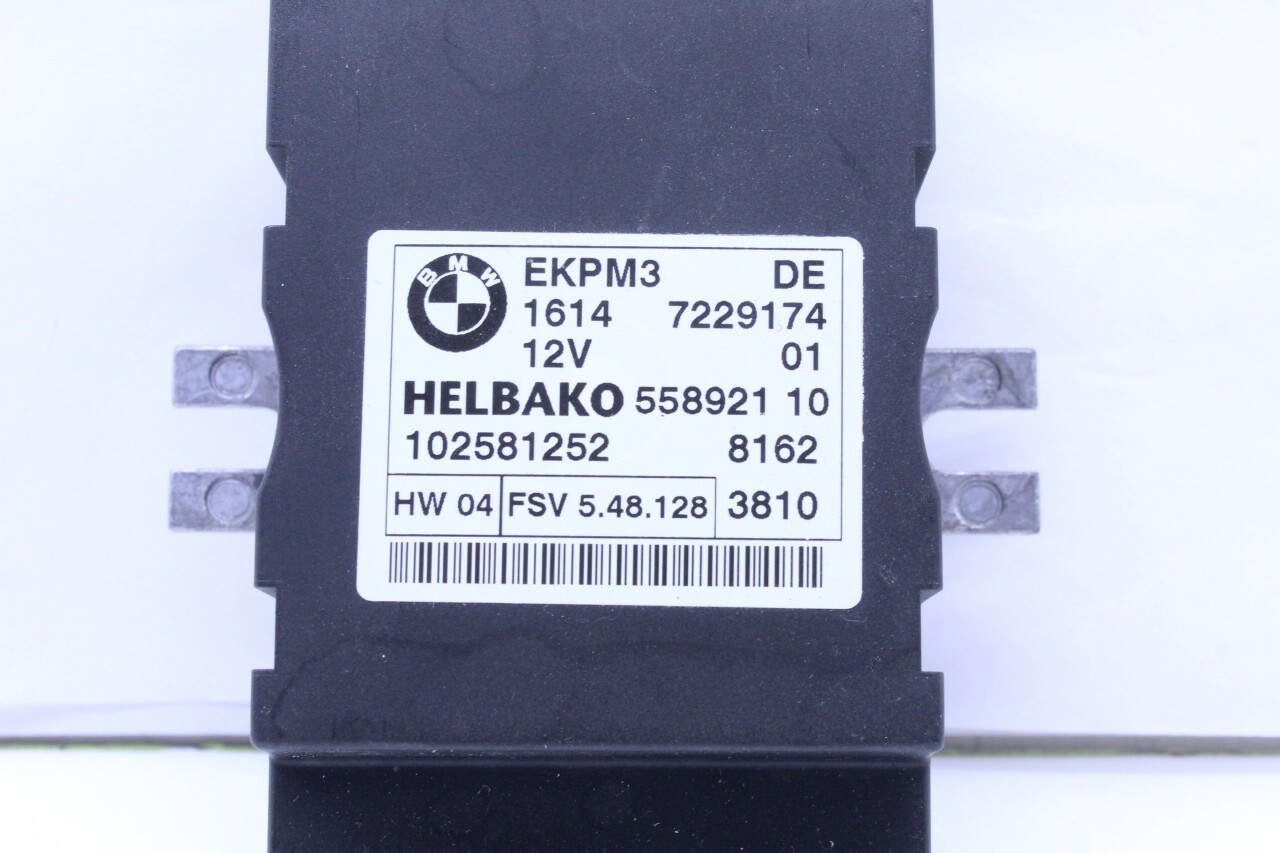 BMW
EKPM3 DE
1614 7229174
12V 01
HELBAKO 558921 10
102581252 8162
HW 04 FSV 5.48.128 3810